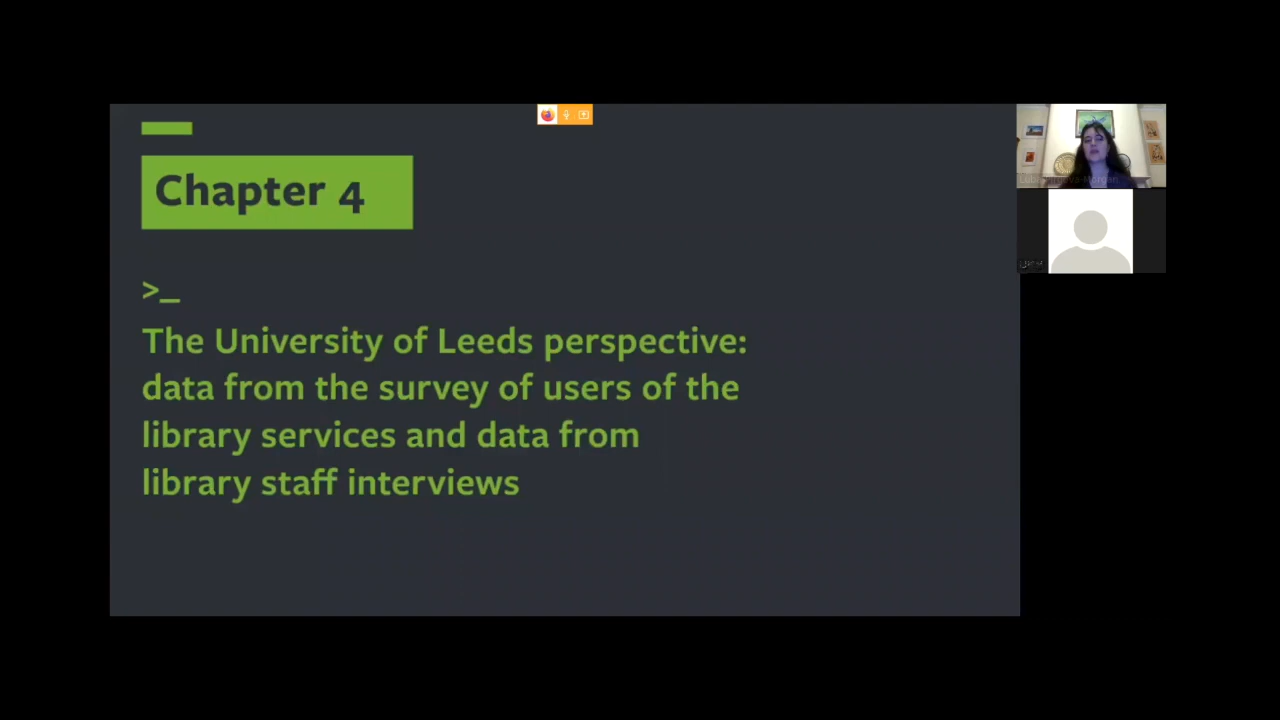 Chapter 4
>_
The University of Leeds perspective:
data from the survey of users of the
library services and data from
library staff interviews